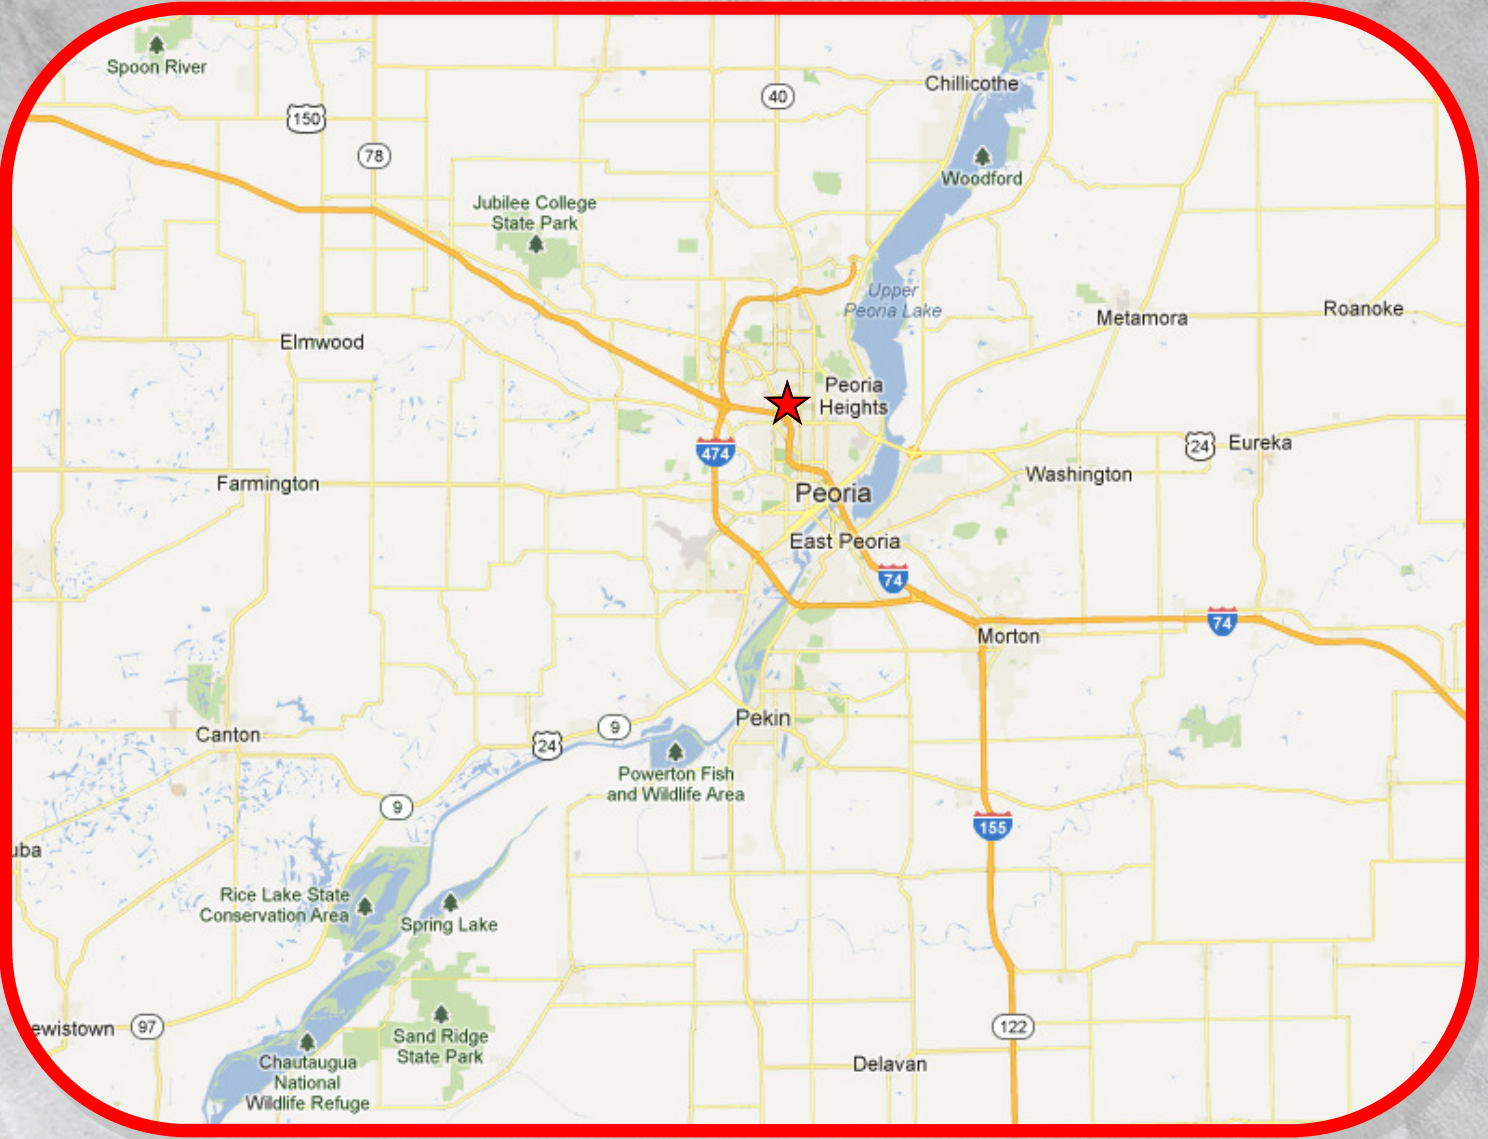 Spoon River
Chillicothe
40
150
78
Woodford
Jubilee College
State Park
Upper
Peoria Lake
Roanoke
Metamora
Elmwood
Peoria
Heights
24
Eureka
474
Washington
Farmington
Peoria
East Peoria
74
74
Morton
Pekin
9
Canton
24
Powerton Fish
and Wildlife Area
9
155
uba
Rice Lake State
Conservation Area
Spring Lake
ewistown
97
122
Sand Ridge
State Park
Chautaugua
National
Wildlife Refuge
Delavan